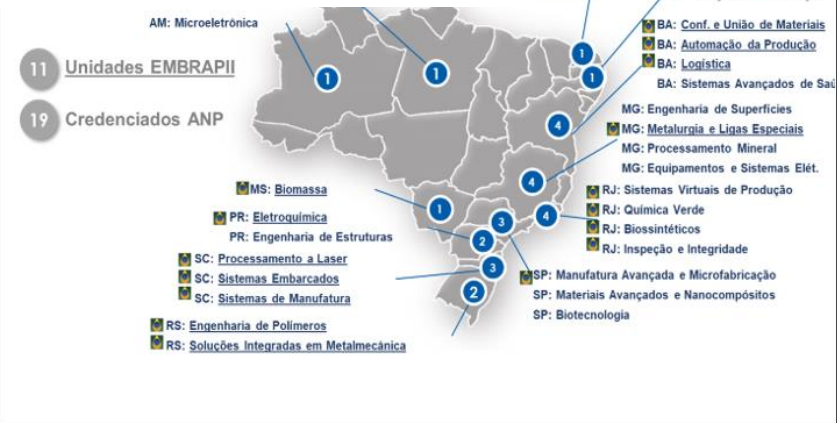 AM: Microeletrônica
11 Unidades EMBRAPII
19 Credenciados ANP
MS: Biomassa
PR: Eletroquímica
PR: Engenharia de Estruturas
SC: Processamento a Laser
SC: Sistemas Embarcados
SC: Sistemas de Manufatura
RS: Engenharia de Polímeros
RS: Soluções Integradas em Metalmecânica
1
1
1
1
4
4
1
3
4
2
3
2
BA: Conf. e União de Materiais
BA: Automação da Produção
BA: Logística
BA: Sistemas Avançados de Saú
MG: Engenharia de Superfícies
MG: Metalurgia e Ligas Especiais
MG: Processamento Mineral
MG: Equipamentos e Sistemas Elét.
RJ: Sistemas Virtuais de Produção
RJ: Química Verde
RJ: Biossintéticos
RJ: Inspeção e Integridade
SP: Manufatura Avançada e Microfabricação
SP: Materiais Avançados e Nanocompósitos
SP: Biotecnologia